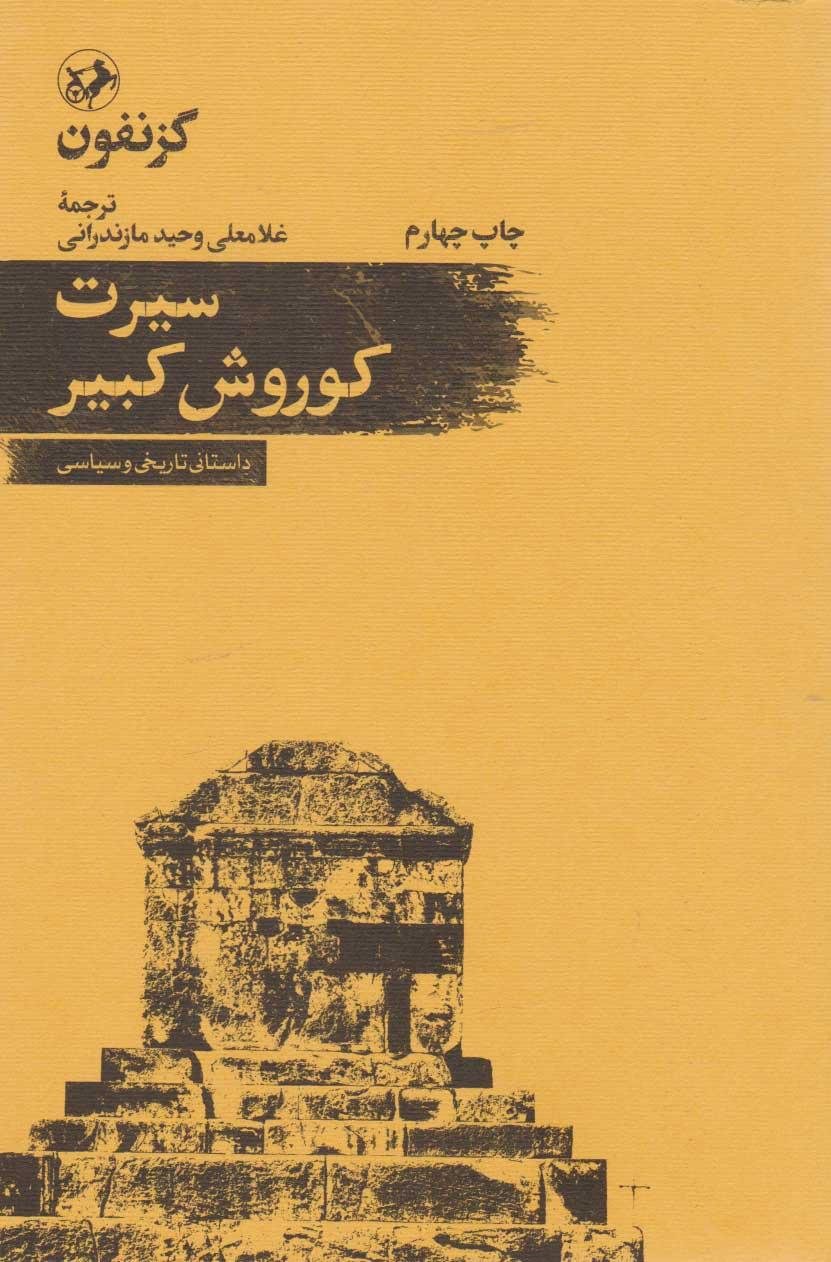 گزنفون
ترجمهٔ
غلامعلی وحید مازندرانی
چاپ چهارم
سیرت
کوروش کبیر
داستانی تاریخی و سیاسی